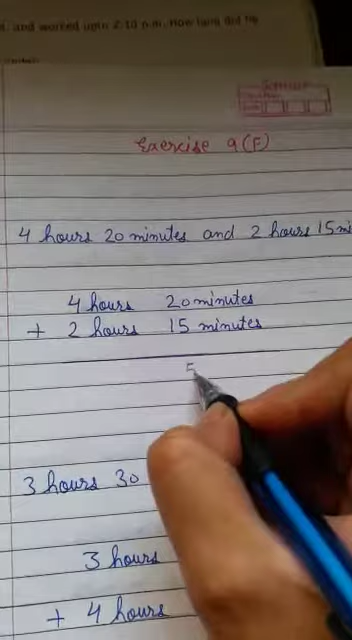 and worked upto 2.10 p.m. How long did he
Exercise 9(F)
4 hours 20 minutes and 2 hours 15 mi
4 hours 20 minutes
+ 2 hours 15 minutes
5
3 hours 30
3 hours
+ 4 hours